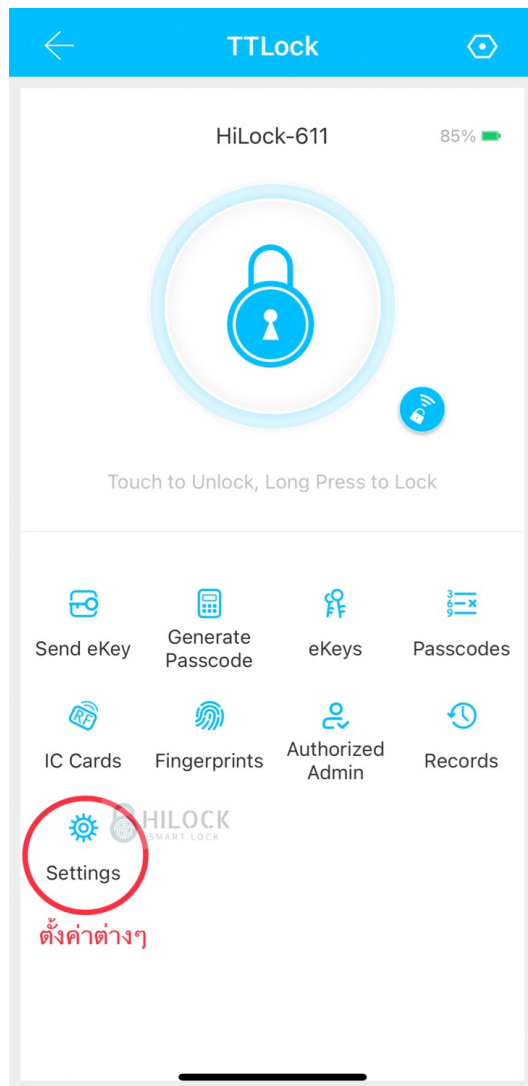 TTLock
HiLock-611
85%
Touch to Unlock, Long Press to Lock
Send eKey
Generate
Passcode
eKeys
Passcodes
IC Cards
Fingerprints
Authorized
Admin
Records
HILOCK
SMART LOCK
Settings
ตั้งค่าต่างๆ